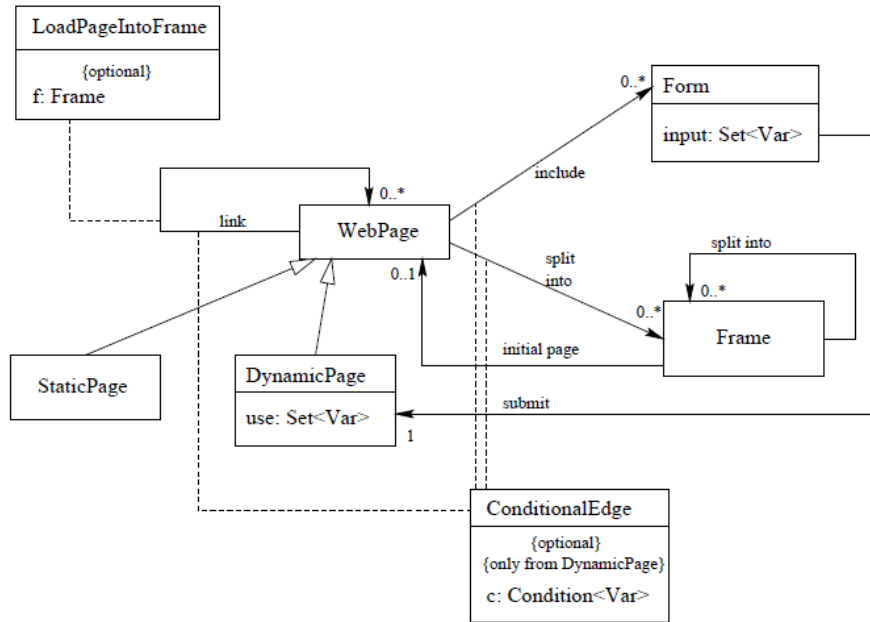 LoadPageIntoFrame
{optional}
f: Frame
0..*
Form
input: Set<Var>
include
0..*
link
WebPage
split
into
split into
0..1
0..*
0..*
Frame
initial page
StaticPage
DynamicPage
use: Set<Var>
submit
1
ConditionalEdge
{optional}
{only from DynamicPage}
c: Condition<Var>